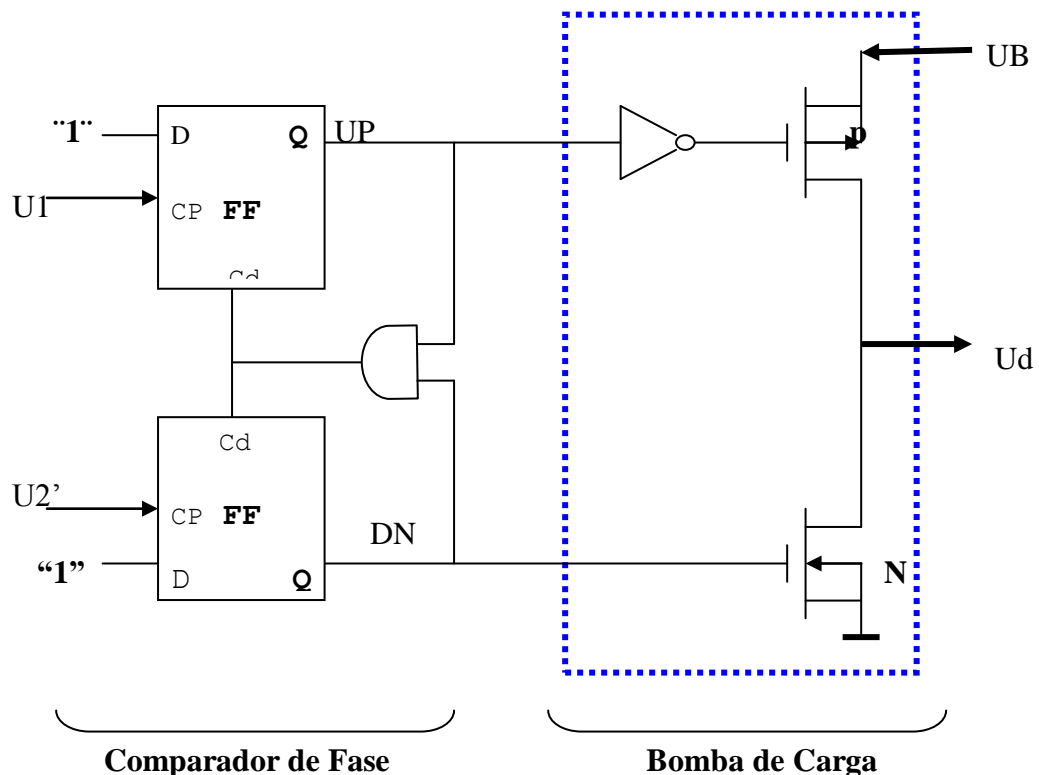 UB
¨1¨
D
Q
UP
p
U1
CP FF
Cd
Ud
Cd
U2’
CP FF
DN
“1”
D
Q
N
Comparador de Fase
Bomba de Carga